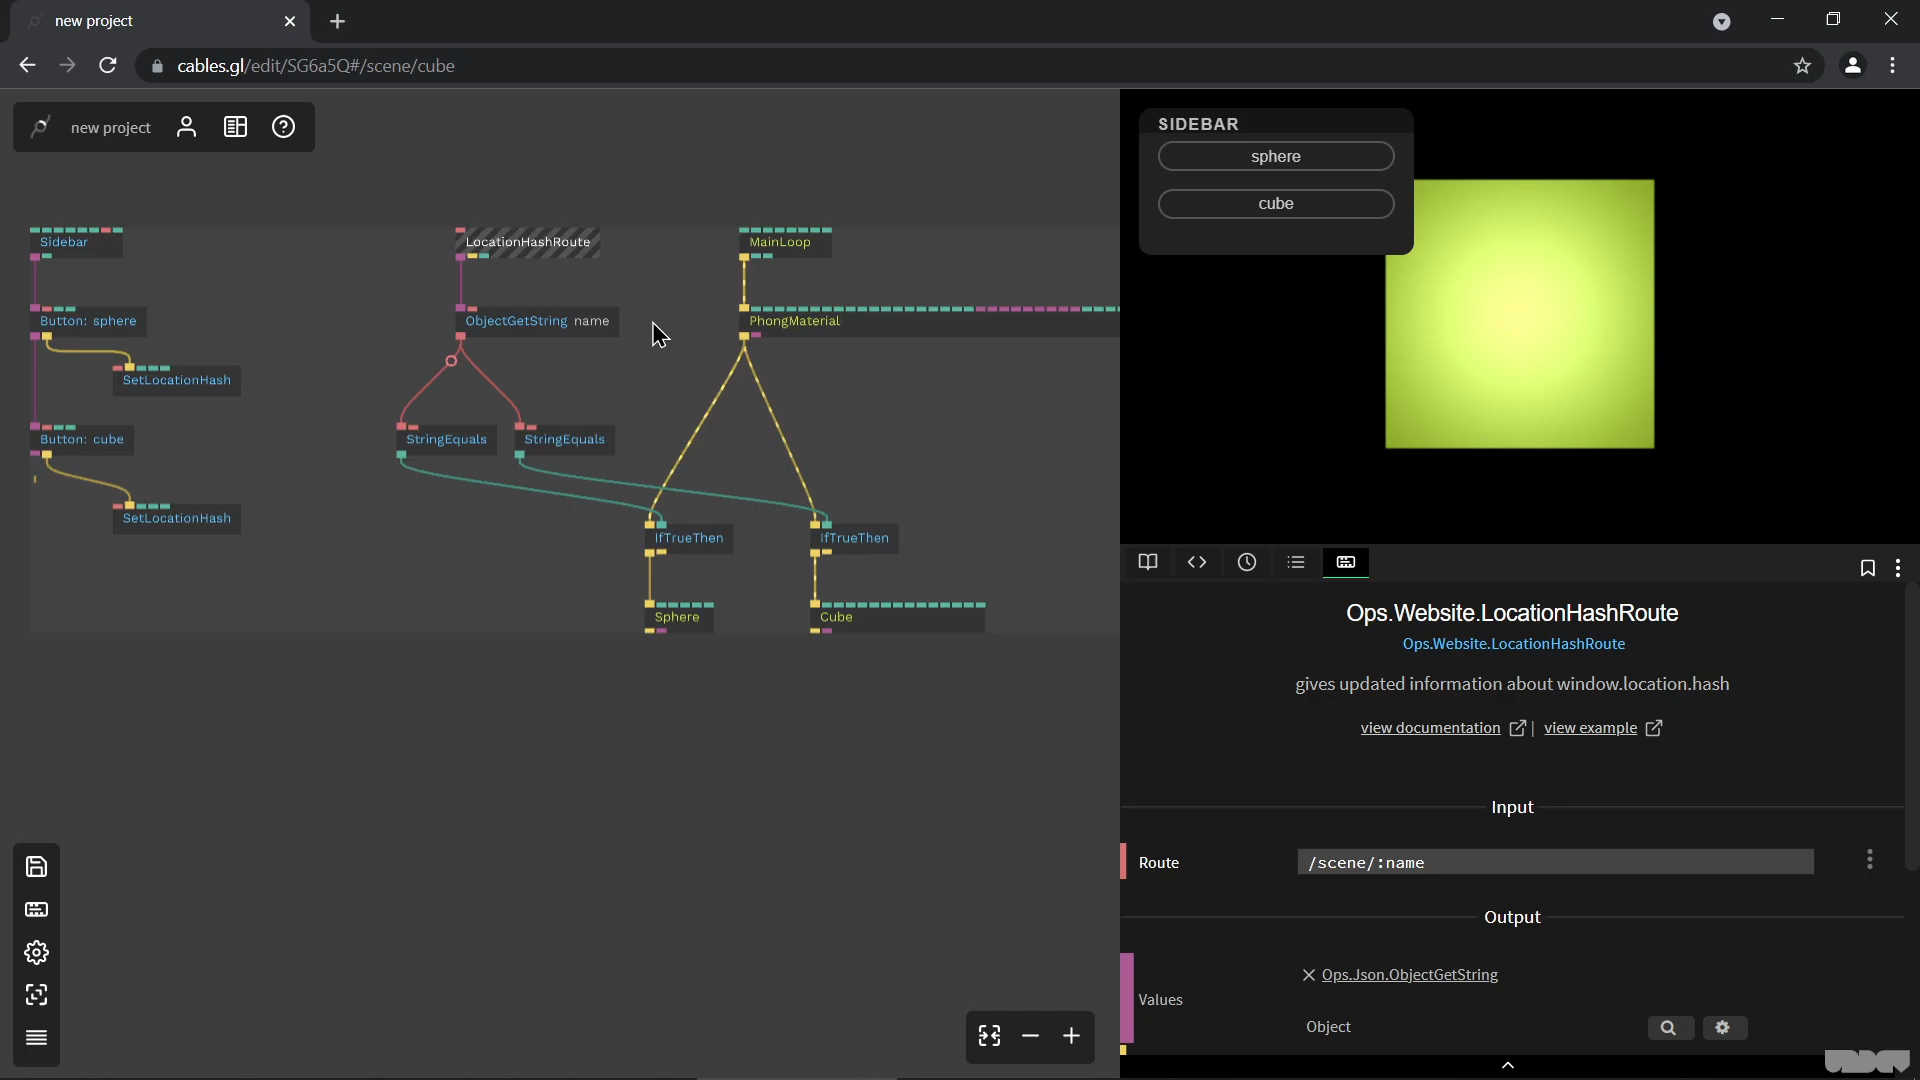 new project
cables.gl/edit/SG6a5Q#/scene/cube
new project
SIDEBAR
sphere
cube
Sidebar
LocationHashRoute
MainLoop
Button: sphere
ObjectGetString name
PhongMaterial
SetLocationHash
Button: cube
StringEquals
StringEquals
SetLocationHash
IfTrueThen
IfTrueThen
Sphere
Cube
Ops.Website.LocationHashRoute
Ops.Website.LocationHashRoute
gives updated information about window.location.hash
view documentation | view example
Input
Route
/scene/:name
Output
Ops.Json.ObjectGetString
Values
Object